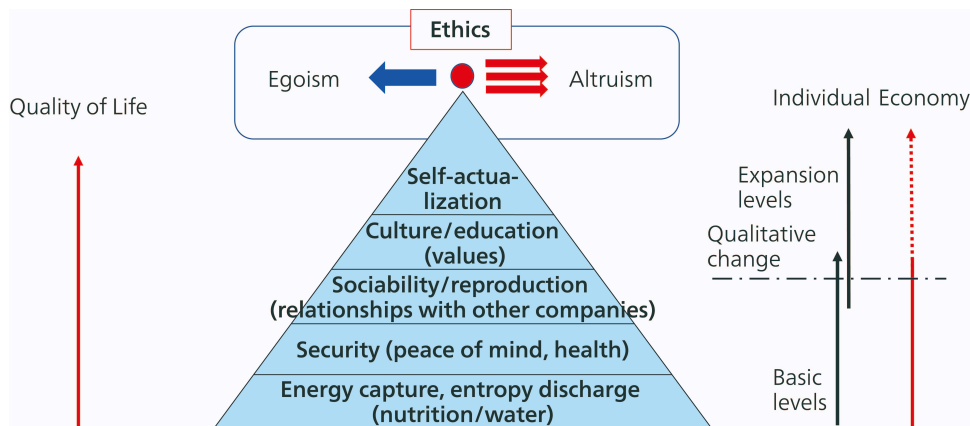 Ethics
Egoism
Altruism
Quality of Life
Individual Economy
Self-actua-
lization
Expansion
levels
Culture/education
(values)
Qualitative
change
Sociability/reproduction
(relationships with other companies)
Security (peace of mind, health)
Basic
levels
Energy capture, entropy discharge
(nutrition/water)